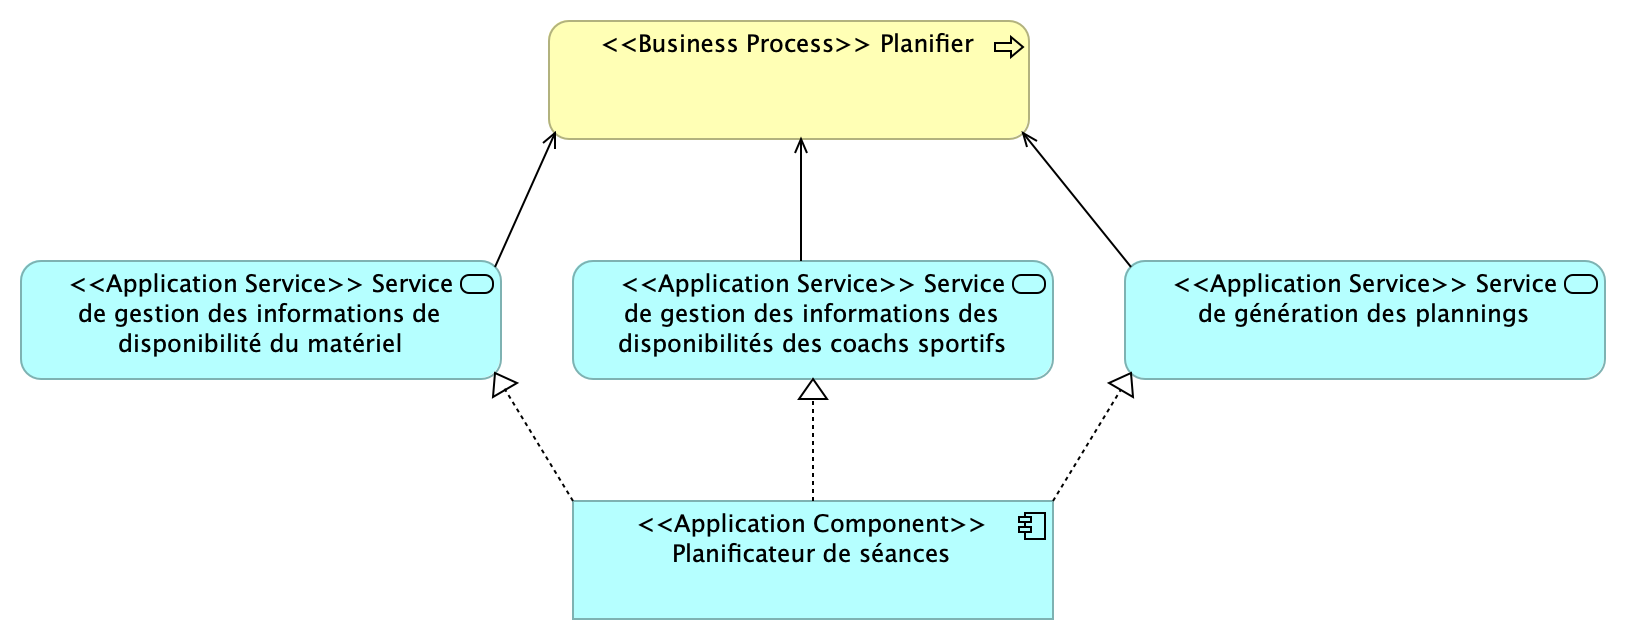 <<Business Process>> Planifier
<<Application Service>> Service
de gestion des informations de
disponibilité du matériel
<<Application Service>> Service
de gestion des informations des
disponibilités des coachs sportifs
<<Application Service>> Service
de génération des plannings
<<Application Component>>
Planificateur de séances